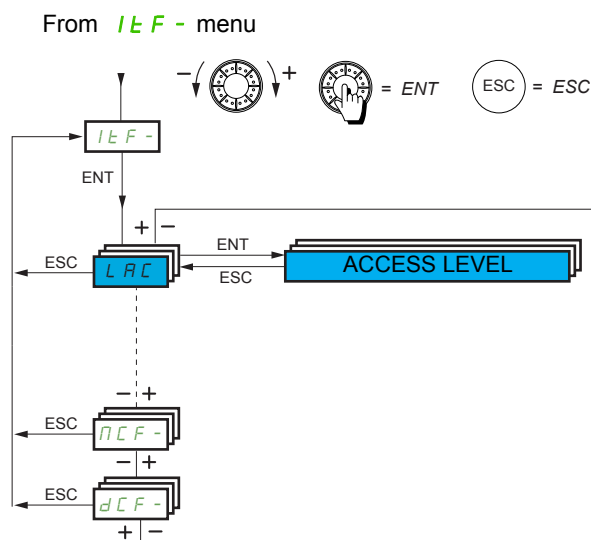 From ItF - menu
- + = ENT ESC = ESC
ItF-
ENT
+ -
ESC LAC ENT ACCESS LEVEL
ESC
- +
ESC MCF-
- +
ESC dCF-
+ -